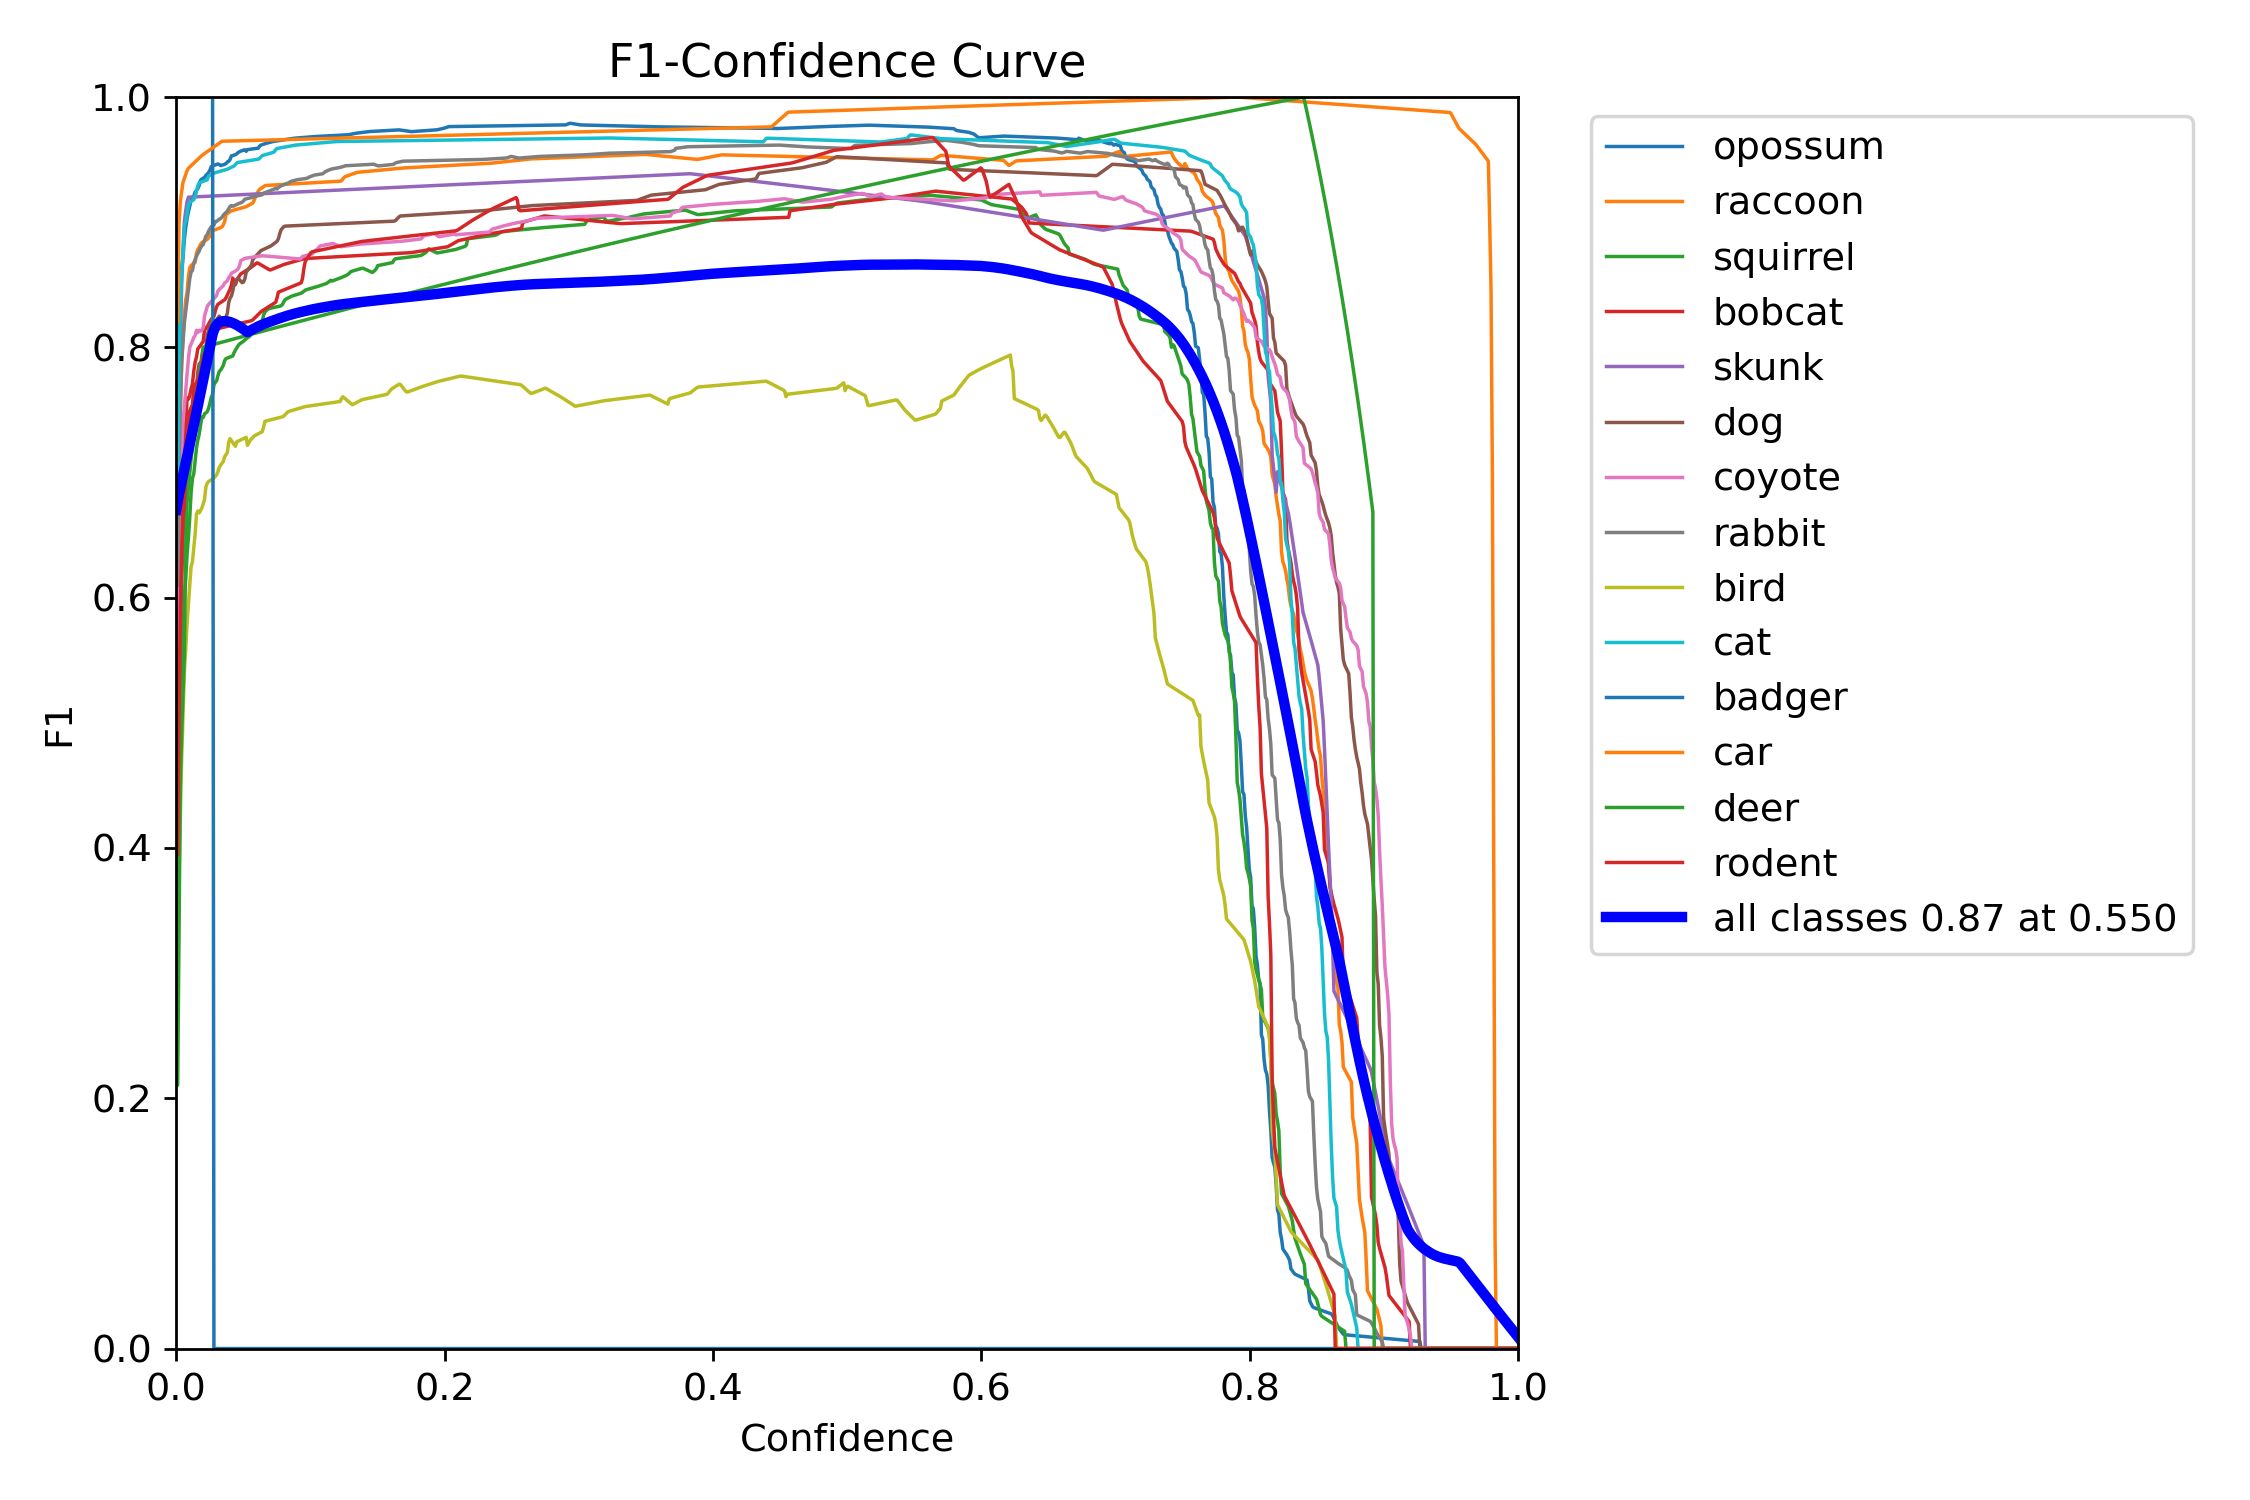 F1-Confidence Curve
1.0
0.8
0.6
0.4
0.2
0.0
F1
0.0 0.2 0.4 0.6 0.8 1.0
Confidence
opossum
raccoon
squirrel
bobcat
skunk
dog
coyote
rabbit
bird
cat
badger
car
deer
rodent
all classes 0.87 at 0.550